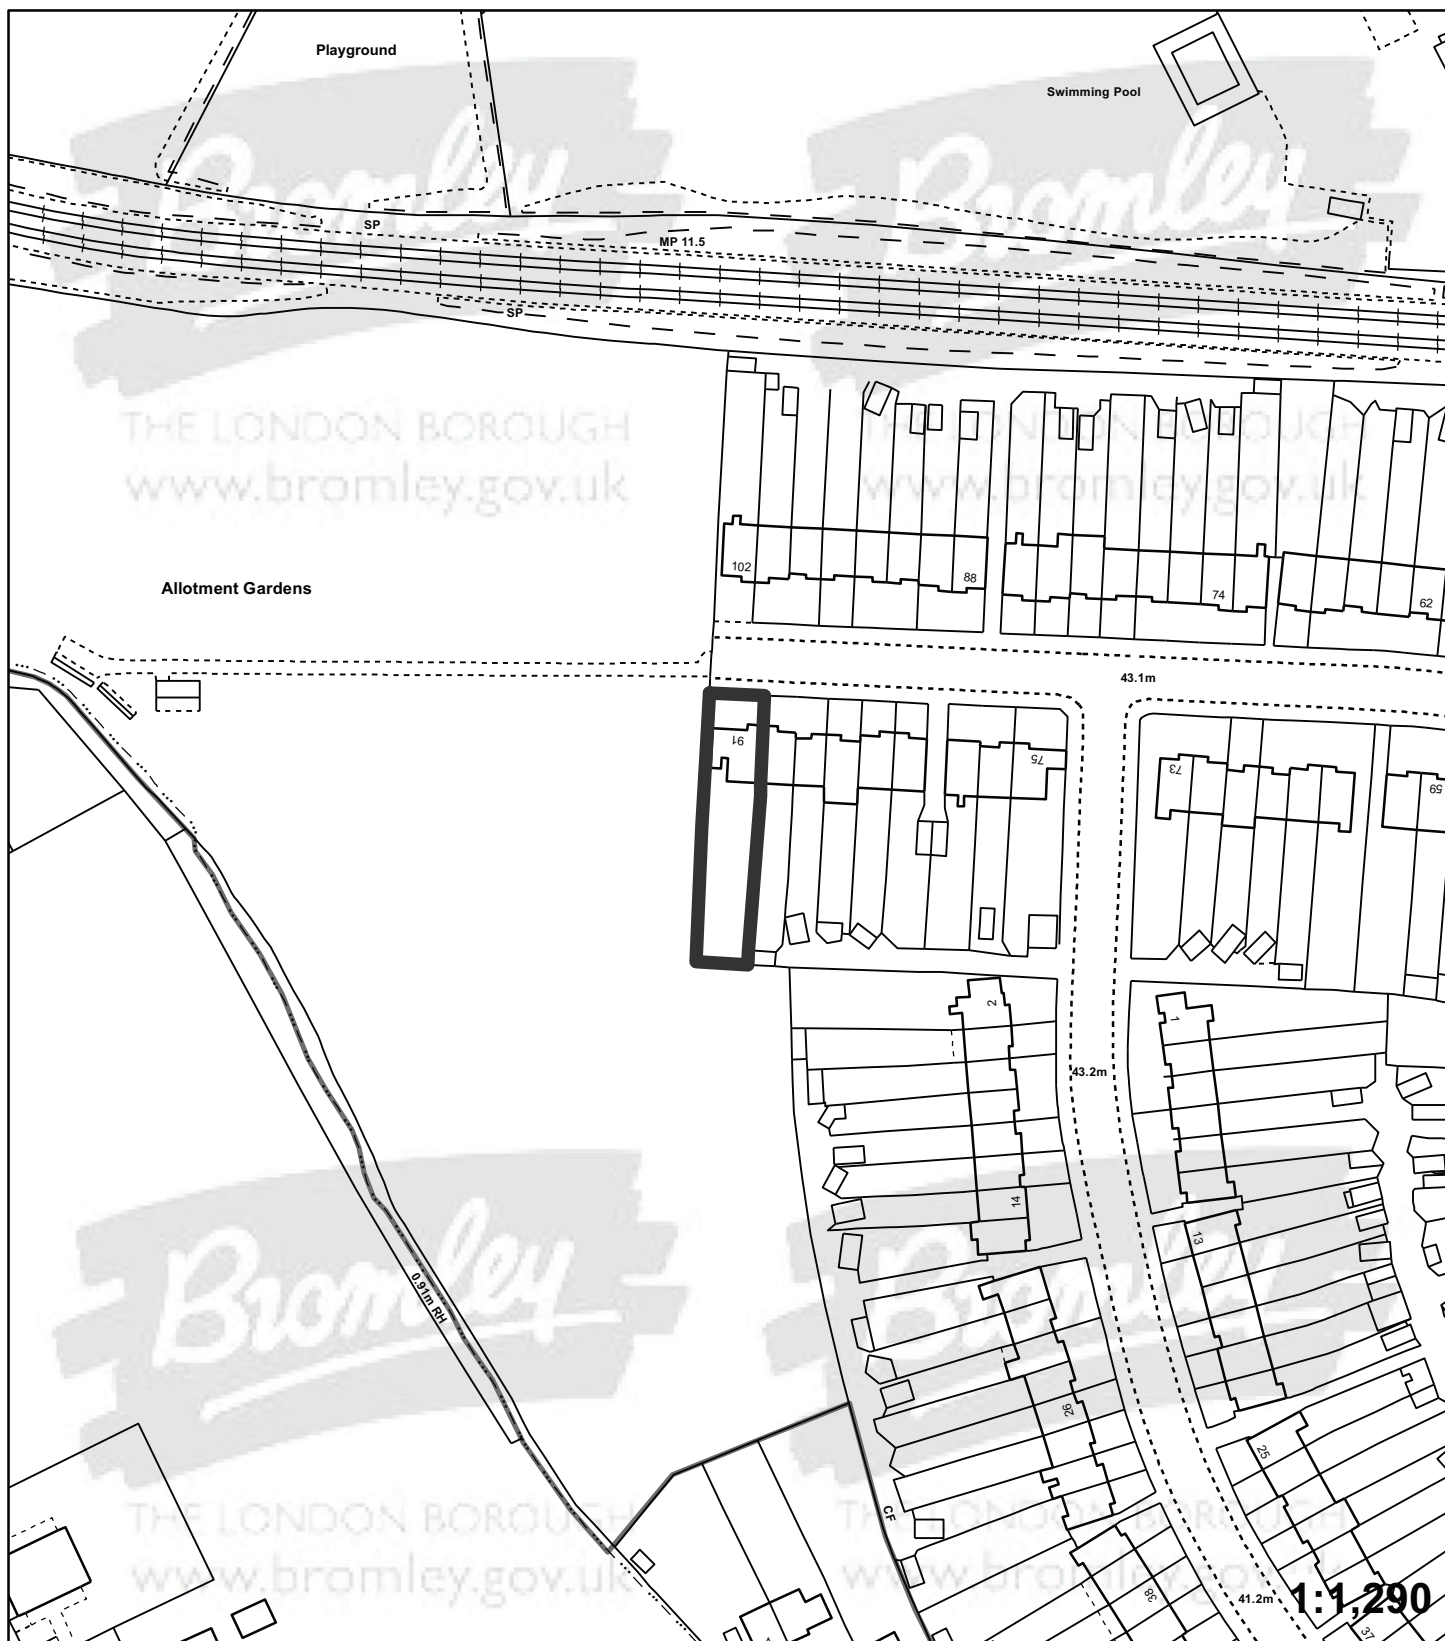 Playground
Swimming Pool
Bromley
Bromley
SP
MP 11.5
SP
THE LONDON BOROUGH
www.bromley.gov.uk
THE LONDON BOROUGH
www.bromley.gov.uk
102
88
74
62
Allotment Gardens
43.1m
91
75
73
59
2
1
43.2m
14
13
Bromley
Bromley
0.91m RH
26
25
CF
THE LONDON BOROUGH
www.bromley.gov.uk
THE LONDON BOROUGH
www.bromley.gov.uk
38
41.2m
1:1,290
37